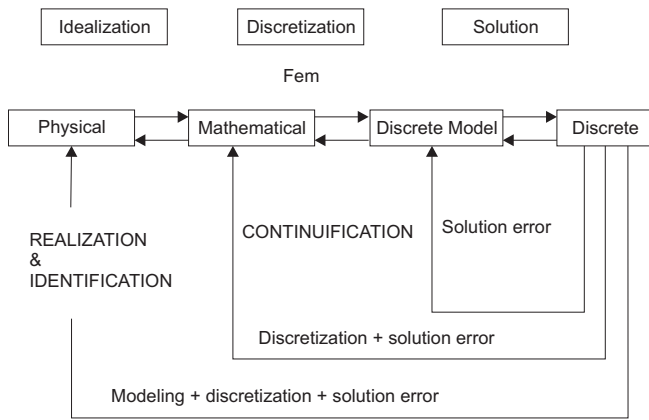 Idealization
Discretization
Solution
Fem
Physical
Mathematical
Discrete Model
Discrete
REALIZATION
&
IDENTIFICATION
CONTINUIFICATION
Solution error
Discretization + solution error
Modeling + discretization + solution error